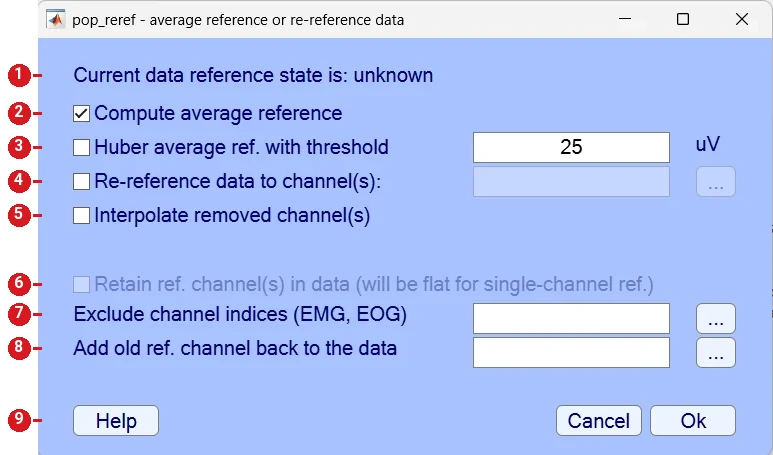 pop_reref - average reference or re-reference data
1 Current data reference state is: unknown
2 Compute average reference
3 Huber average ref. with threshold 25 uV
4 Re-reference data to channel(s): ...
5 Interpolate removed channel(s)
6 Retain ref. channel(s) in data (will be flat for single-channel ref.)
7 Exclude channel indices (EMG, EOG) ...
8 Add old ref. channel back to the data ...
9 Help Cancel Ok